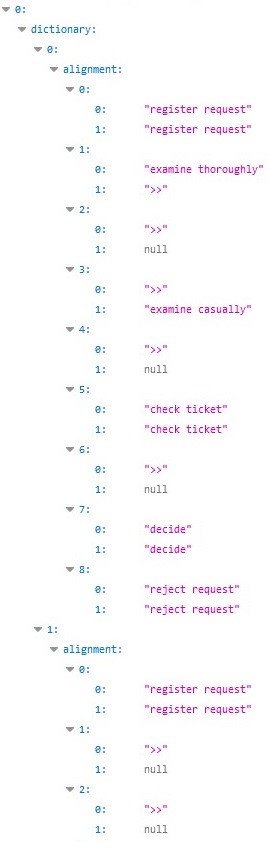 0:
dictionary:
0:
alignment:
0:
0: "register request"
1: "register request"
1:
0: "examine thoroughly"
1: ">>"
2:
0: ">>"
1: null
3:
0: ">>"
1: "examine casually"
4:
0: ">>"
1: null
5:
0: "check ticket"
1: "check ticket"
6:
0: ">>"
1: null
7:
0: "decide"
1: "decide"
8:
0: "reject request"
1: "reject request"
1:
alignment:
0:
0: "register request"
1: "register request"
1:
0: ">>"
1: null
2:
0: ">>"
1: null